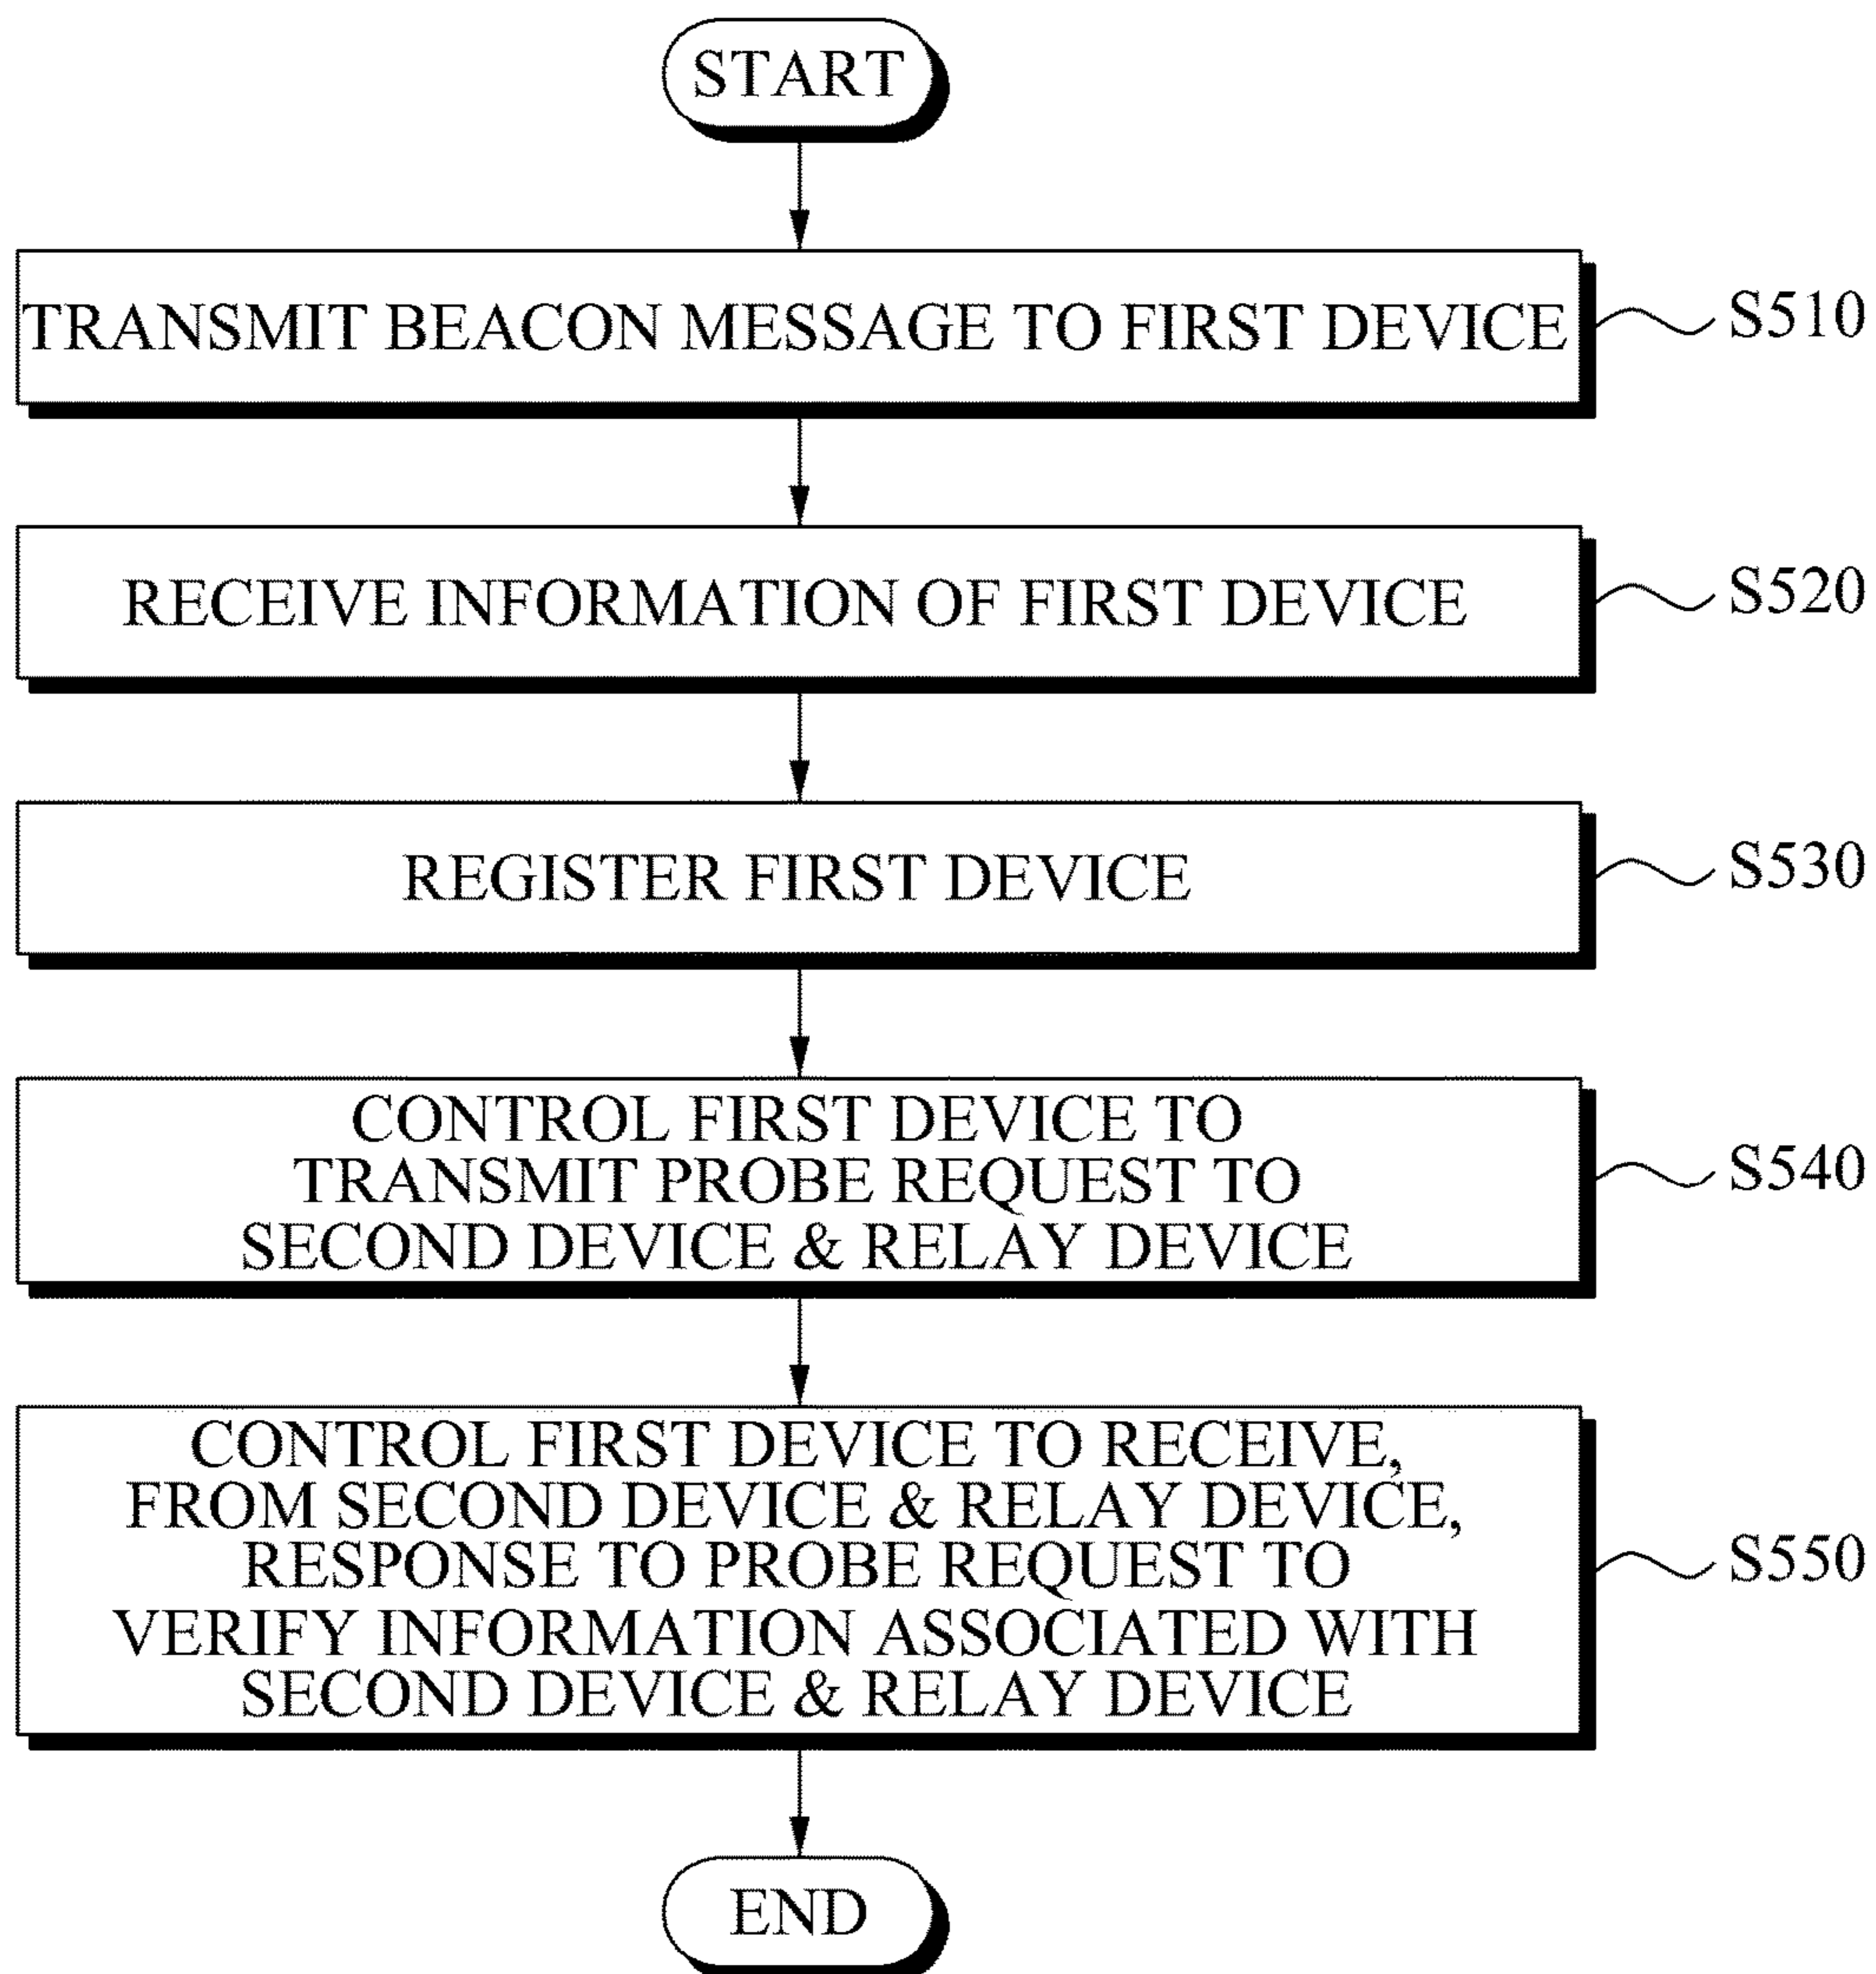 START
TRANSMIT BEACON MESSAGE TO FIRST DEVICE
S510
RECEIVE INFORMATION OF FIRST DEVICE
S520
REGISTER FIRST DEVICE
S530
CONTROL FIRST DEVICE TO
TRANSMIT PROBE REQUEST TO
SECOND DEVICE & RELAY DEVICE
S540
CONTROL FIRST DEVICE TO RECEIVE,
FROM SECOND DEVICE & RELAY DEVICE,
RESPONSE TO PROBE REQUEST TO
VERIFY INFORMATION ASSOCIATED WITH
SECOND DEVICE & RELAY DEVICE
S550
END